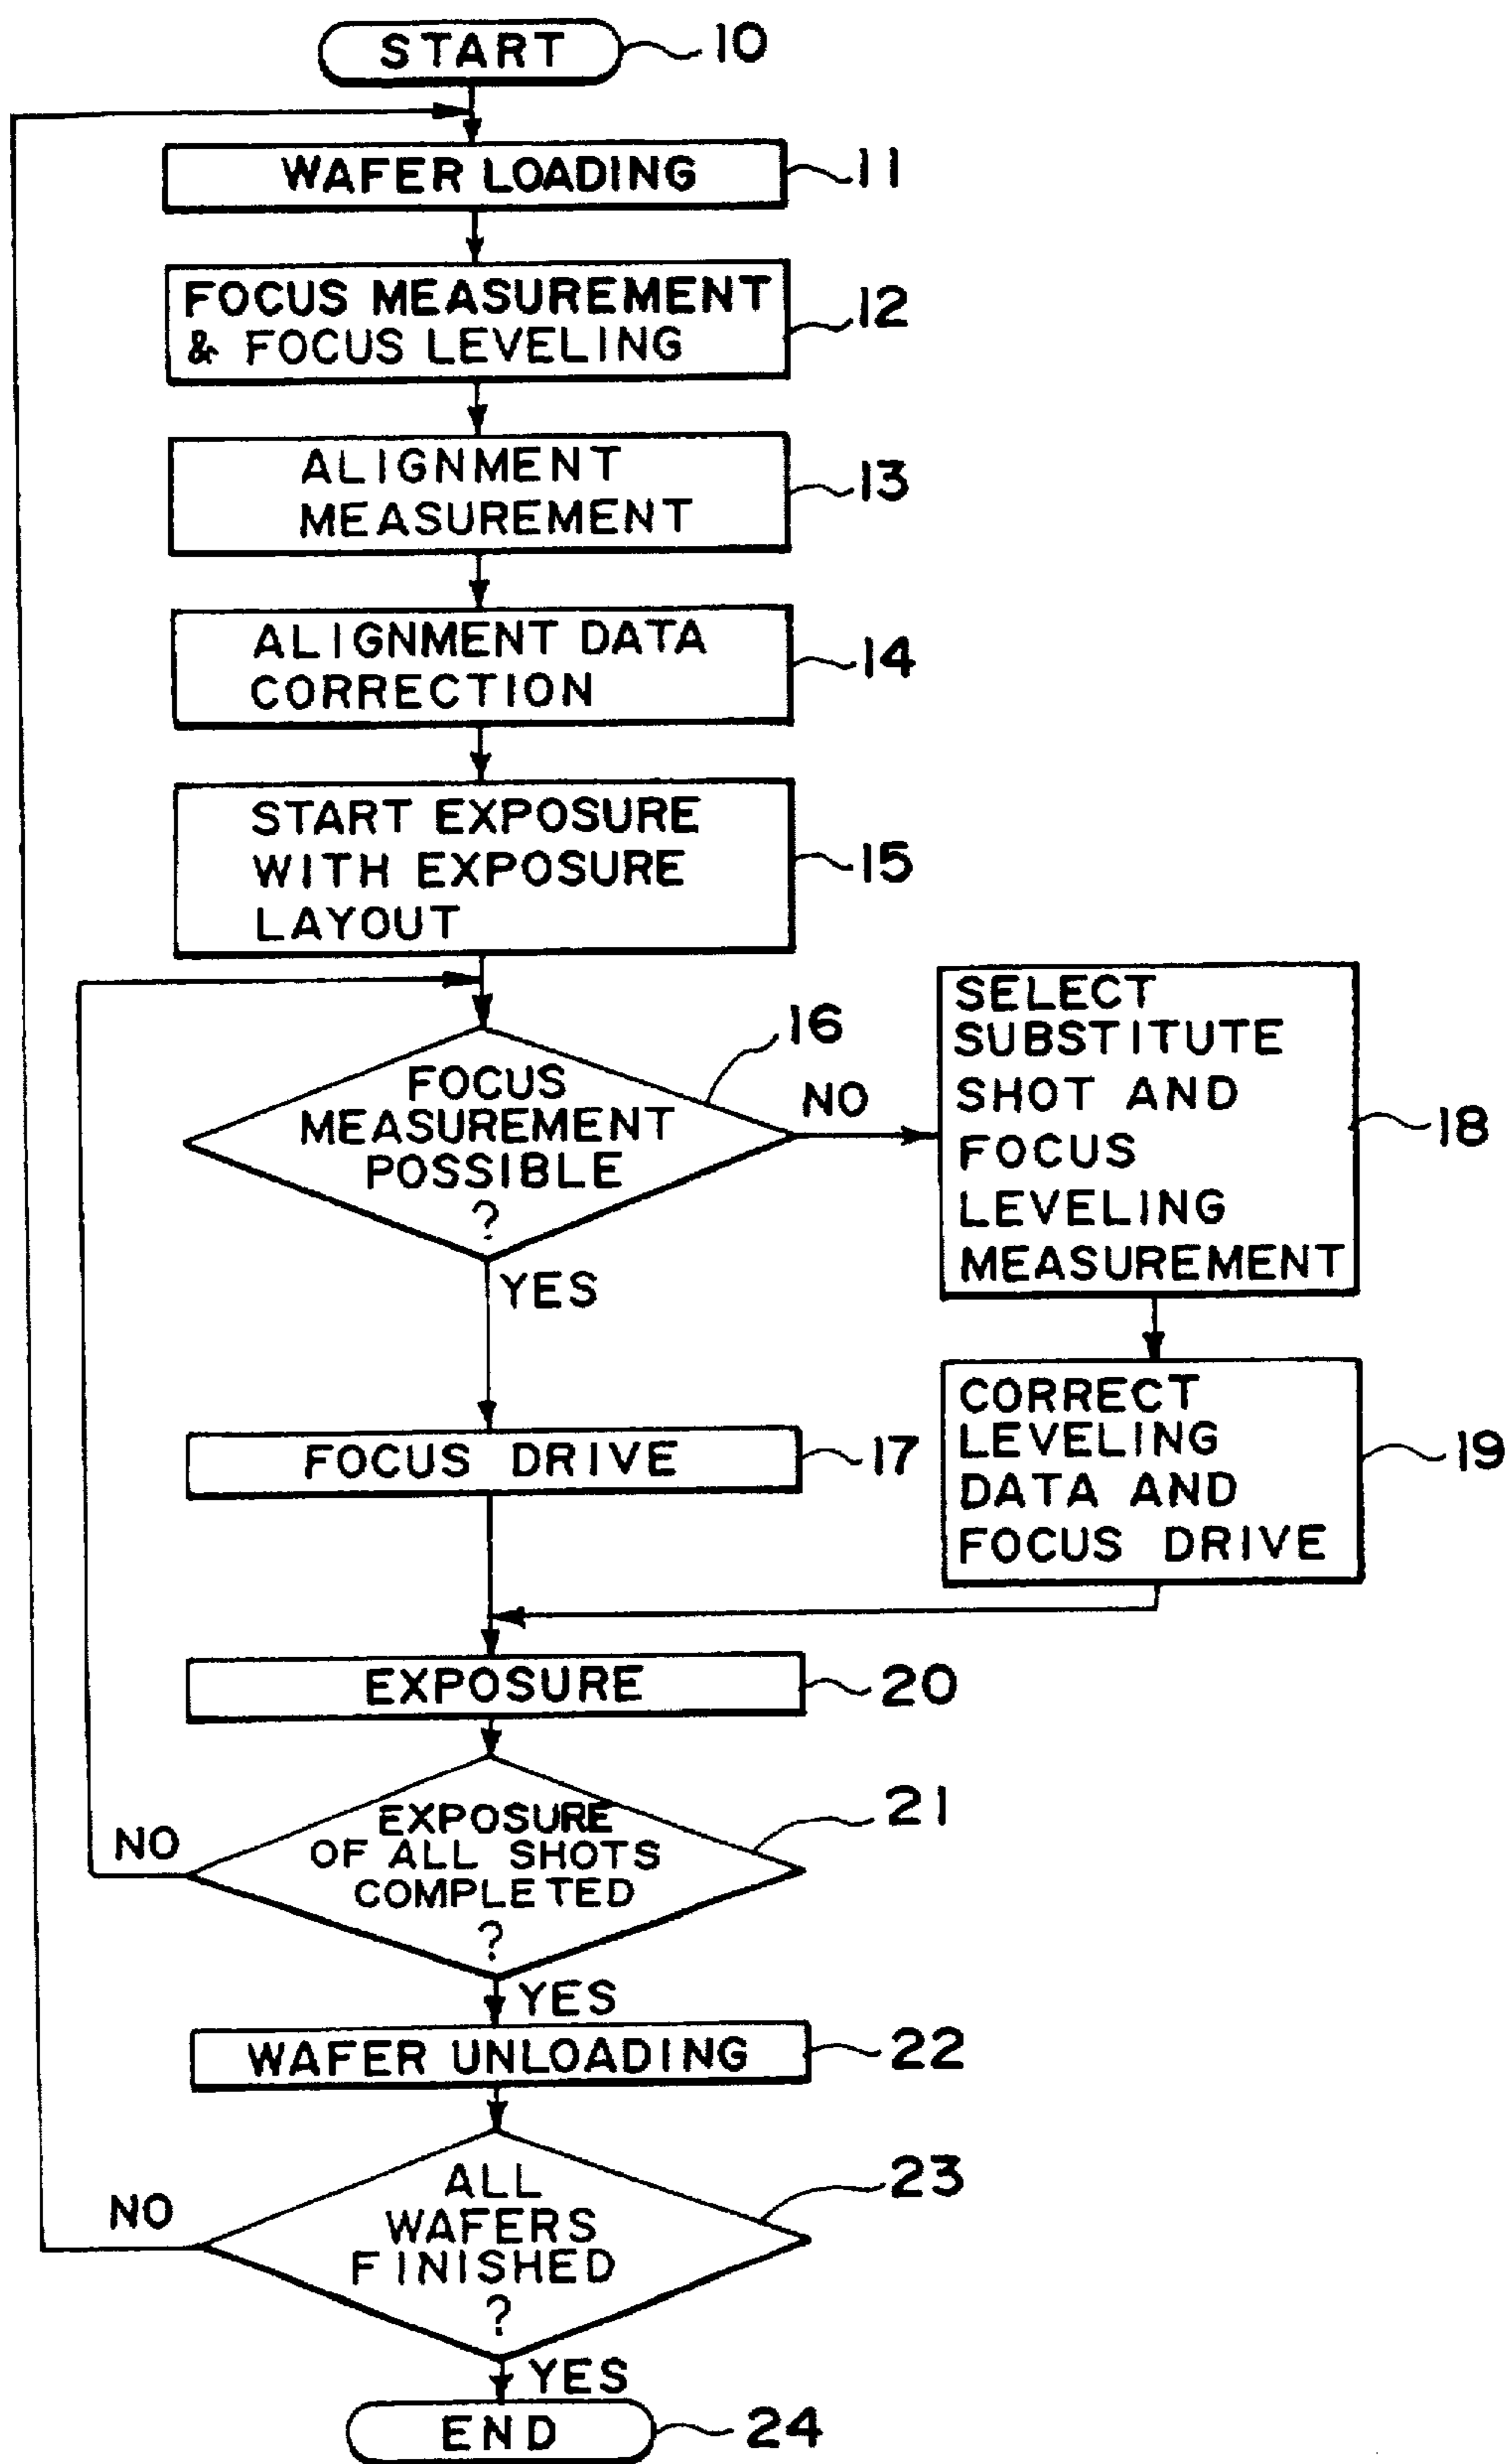 START
10
WAFER LOADING
11
FOCUS MEASUREMENT
& FOCUS LEVELING
12
ALIGNMENT
MEASUREMENT
13
ALIGNMENT DATA
CORRECTION
14
START EXPOSURE
WITH EXPOSURE
LAYOUT
15
FOCUS
MEASUREMENT
POSSIBLE
?
16
NO
YES
SELECT
SUBSTITUTE
SHOT AND
FOCUS
LEVELING
MEASUREMENT
18
FOCUS DRIVE
17
CORRECT
LEVELING
DATA AND
FOCUS DRIVE
19
EXPOSURE
20
EXPOSURE
OF ALL SHOTS
COMPLETED
?
21
NO
YES
WAFER UNLOADING
22
ALL
WAFERS
FINISHED
?
23
NO
YES
END
24